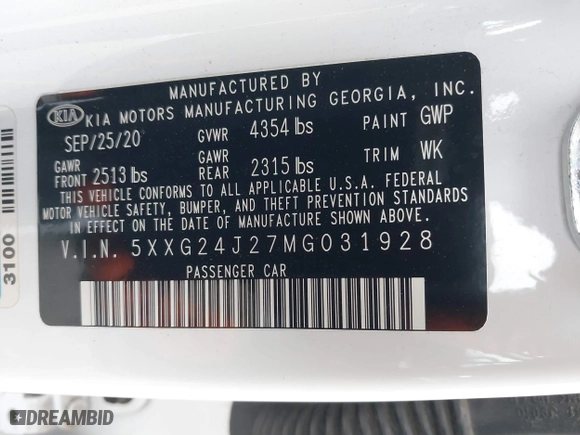 MANUFACTURED BY
KIA KIA MOTORS MANUFACTURING GEORGIA, INC.
SEP/25/20 GVWR 4354 lbs PAINT GWP
GAWR FRONT 2513 lbs GAWR REAR 2315 lbs TRIM WK
THIS VEHICLE CONFORMS TO ALL APPLICABLE U.S.A. FEDERAL
MOTOR VEHICLE SAFETY, BUMPER, AND THEFT PREVENTION STANDARDS
IN EFFECT ON THE DATE OF MANUFACTURE SHOWN ABOVE.
V.I.N. 5XXG24J27MG031928
PASSENGER CAR
3100
DREAMBID